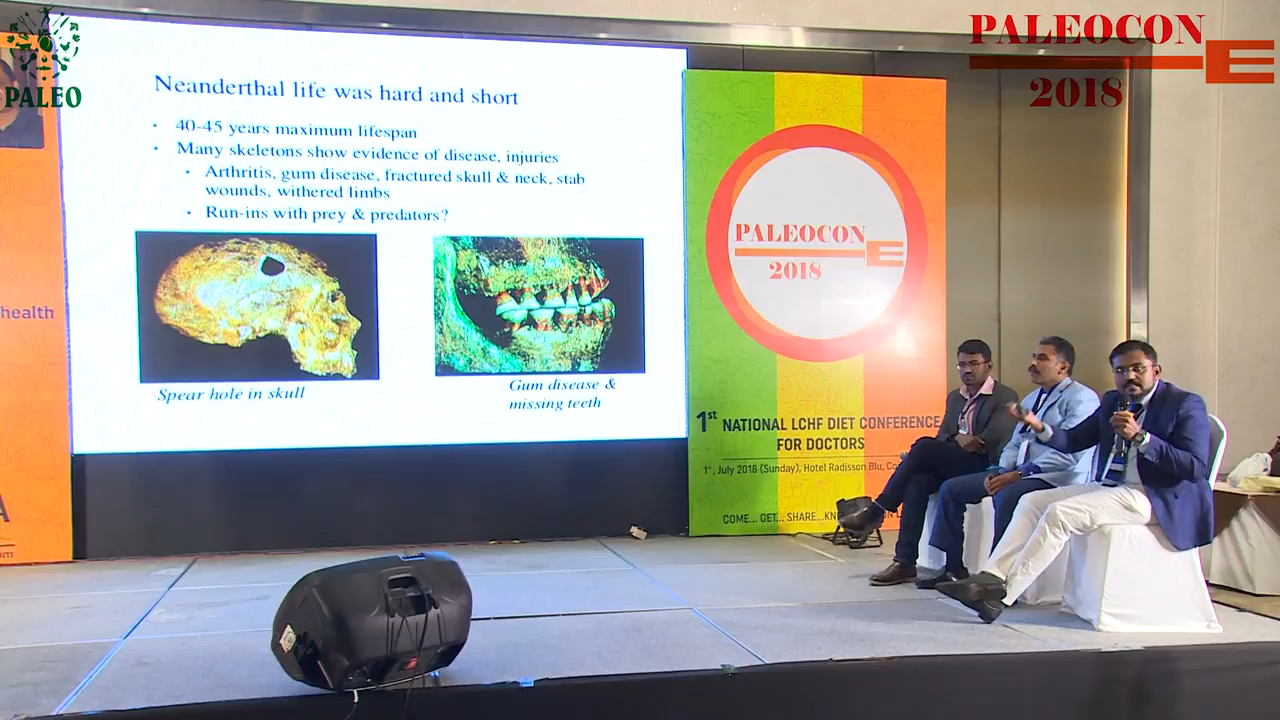 PALEO
PALEOCON
E
2018
Neanderthal life was hard and short
• 40-45 years maximum lifespan
• Many skeletons show evidence of disease, injuries
• Arthritis, gum disease, fractured skull & neck, stab
wounds, withered limbs
• Run-ins with prey & predators?
Spear hole in skull
Gum disease &
missing teeth
health
A
om
PALEOCON
E
2018
1st NATIONAL LCHF DIET CONFERENCE
FOR DOCTORS
July 2018 (Sunday), Hotel Radisson Blu,
COME... GET... SHARE...